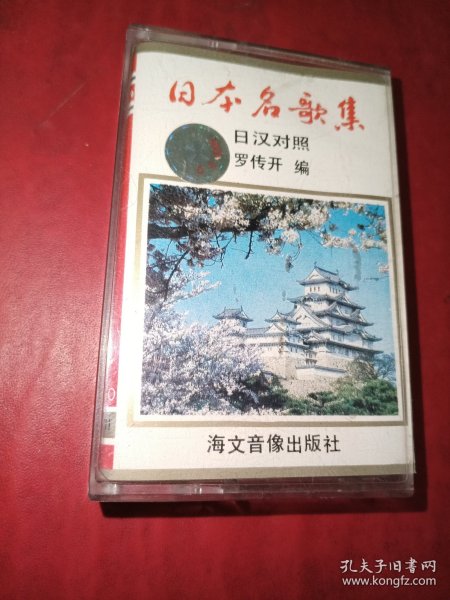 日本名歌集
日汉对照
罗传开 编
海文音像出版社
孔夫子旧书网
www.kongfz.com